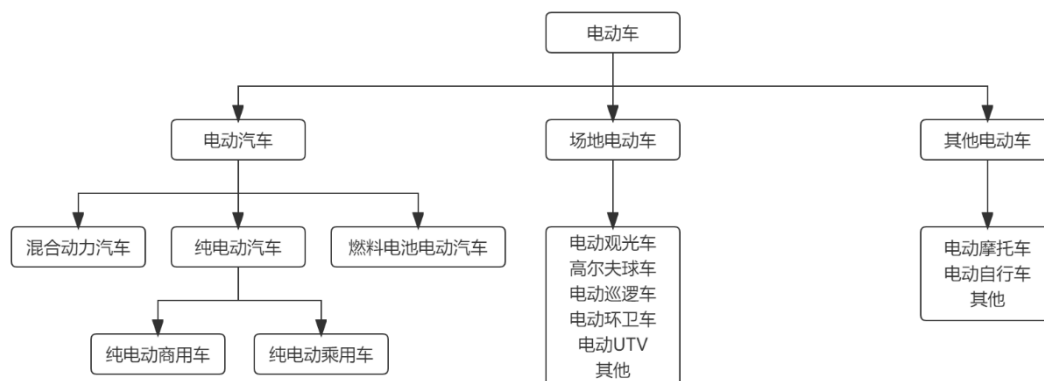 电动车
电动汽车
场地电动车
其他电动车
混合动力汽车
纯电动汽车
燃料电池电动汽车
电动观光车
高尔夫球车
电动巡逻车
电动环卫车
电动UTV
其他
电动摩托车
电动自行车
其他
纯电动商用车
纯电动乘用车